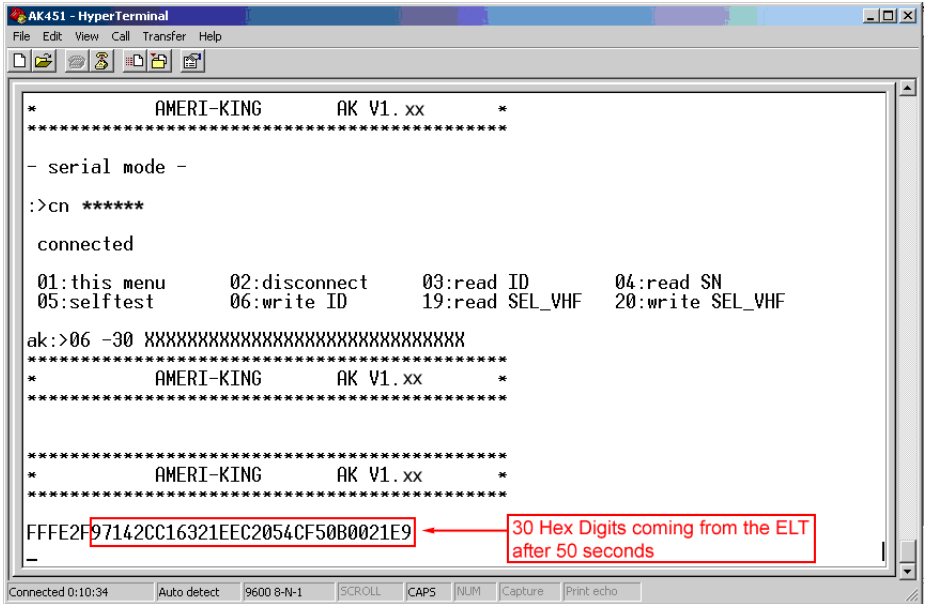 AK451 - HyperTerminal
File Edit View Call Transfer Help
* AMERI-KING AK V1. xx *
*********************************************
- serial mode -
:>cn ******
connected
01:this menu 02:disconnect 03:read ID 04:read SN
05:selftest 06:write ID 19:read SEL_VHF 20:write SEL_VHF
ak:>06 -30 XXXXXXXXXXXXXXXXXXXXXXXXXXXXXX
*********************************************
* AMERI-KING AK V1.xx *
*********************************************
*********************************************
* AMERI-KING AK V1.xx *
*********************************************
FFFE2F97142CC16321EEC2054CF50B0021E9
30 Hex Digits coming from the ELT
after 50 seconds
_
Connected 0:10:34 Auto detect 9600 8-N-1 SCROLL CAPS NUM Capture Print echo